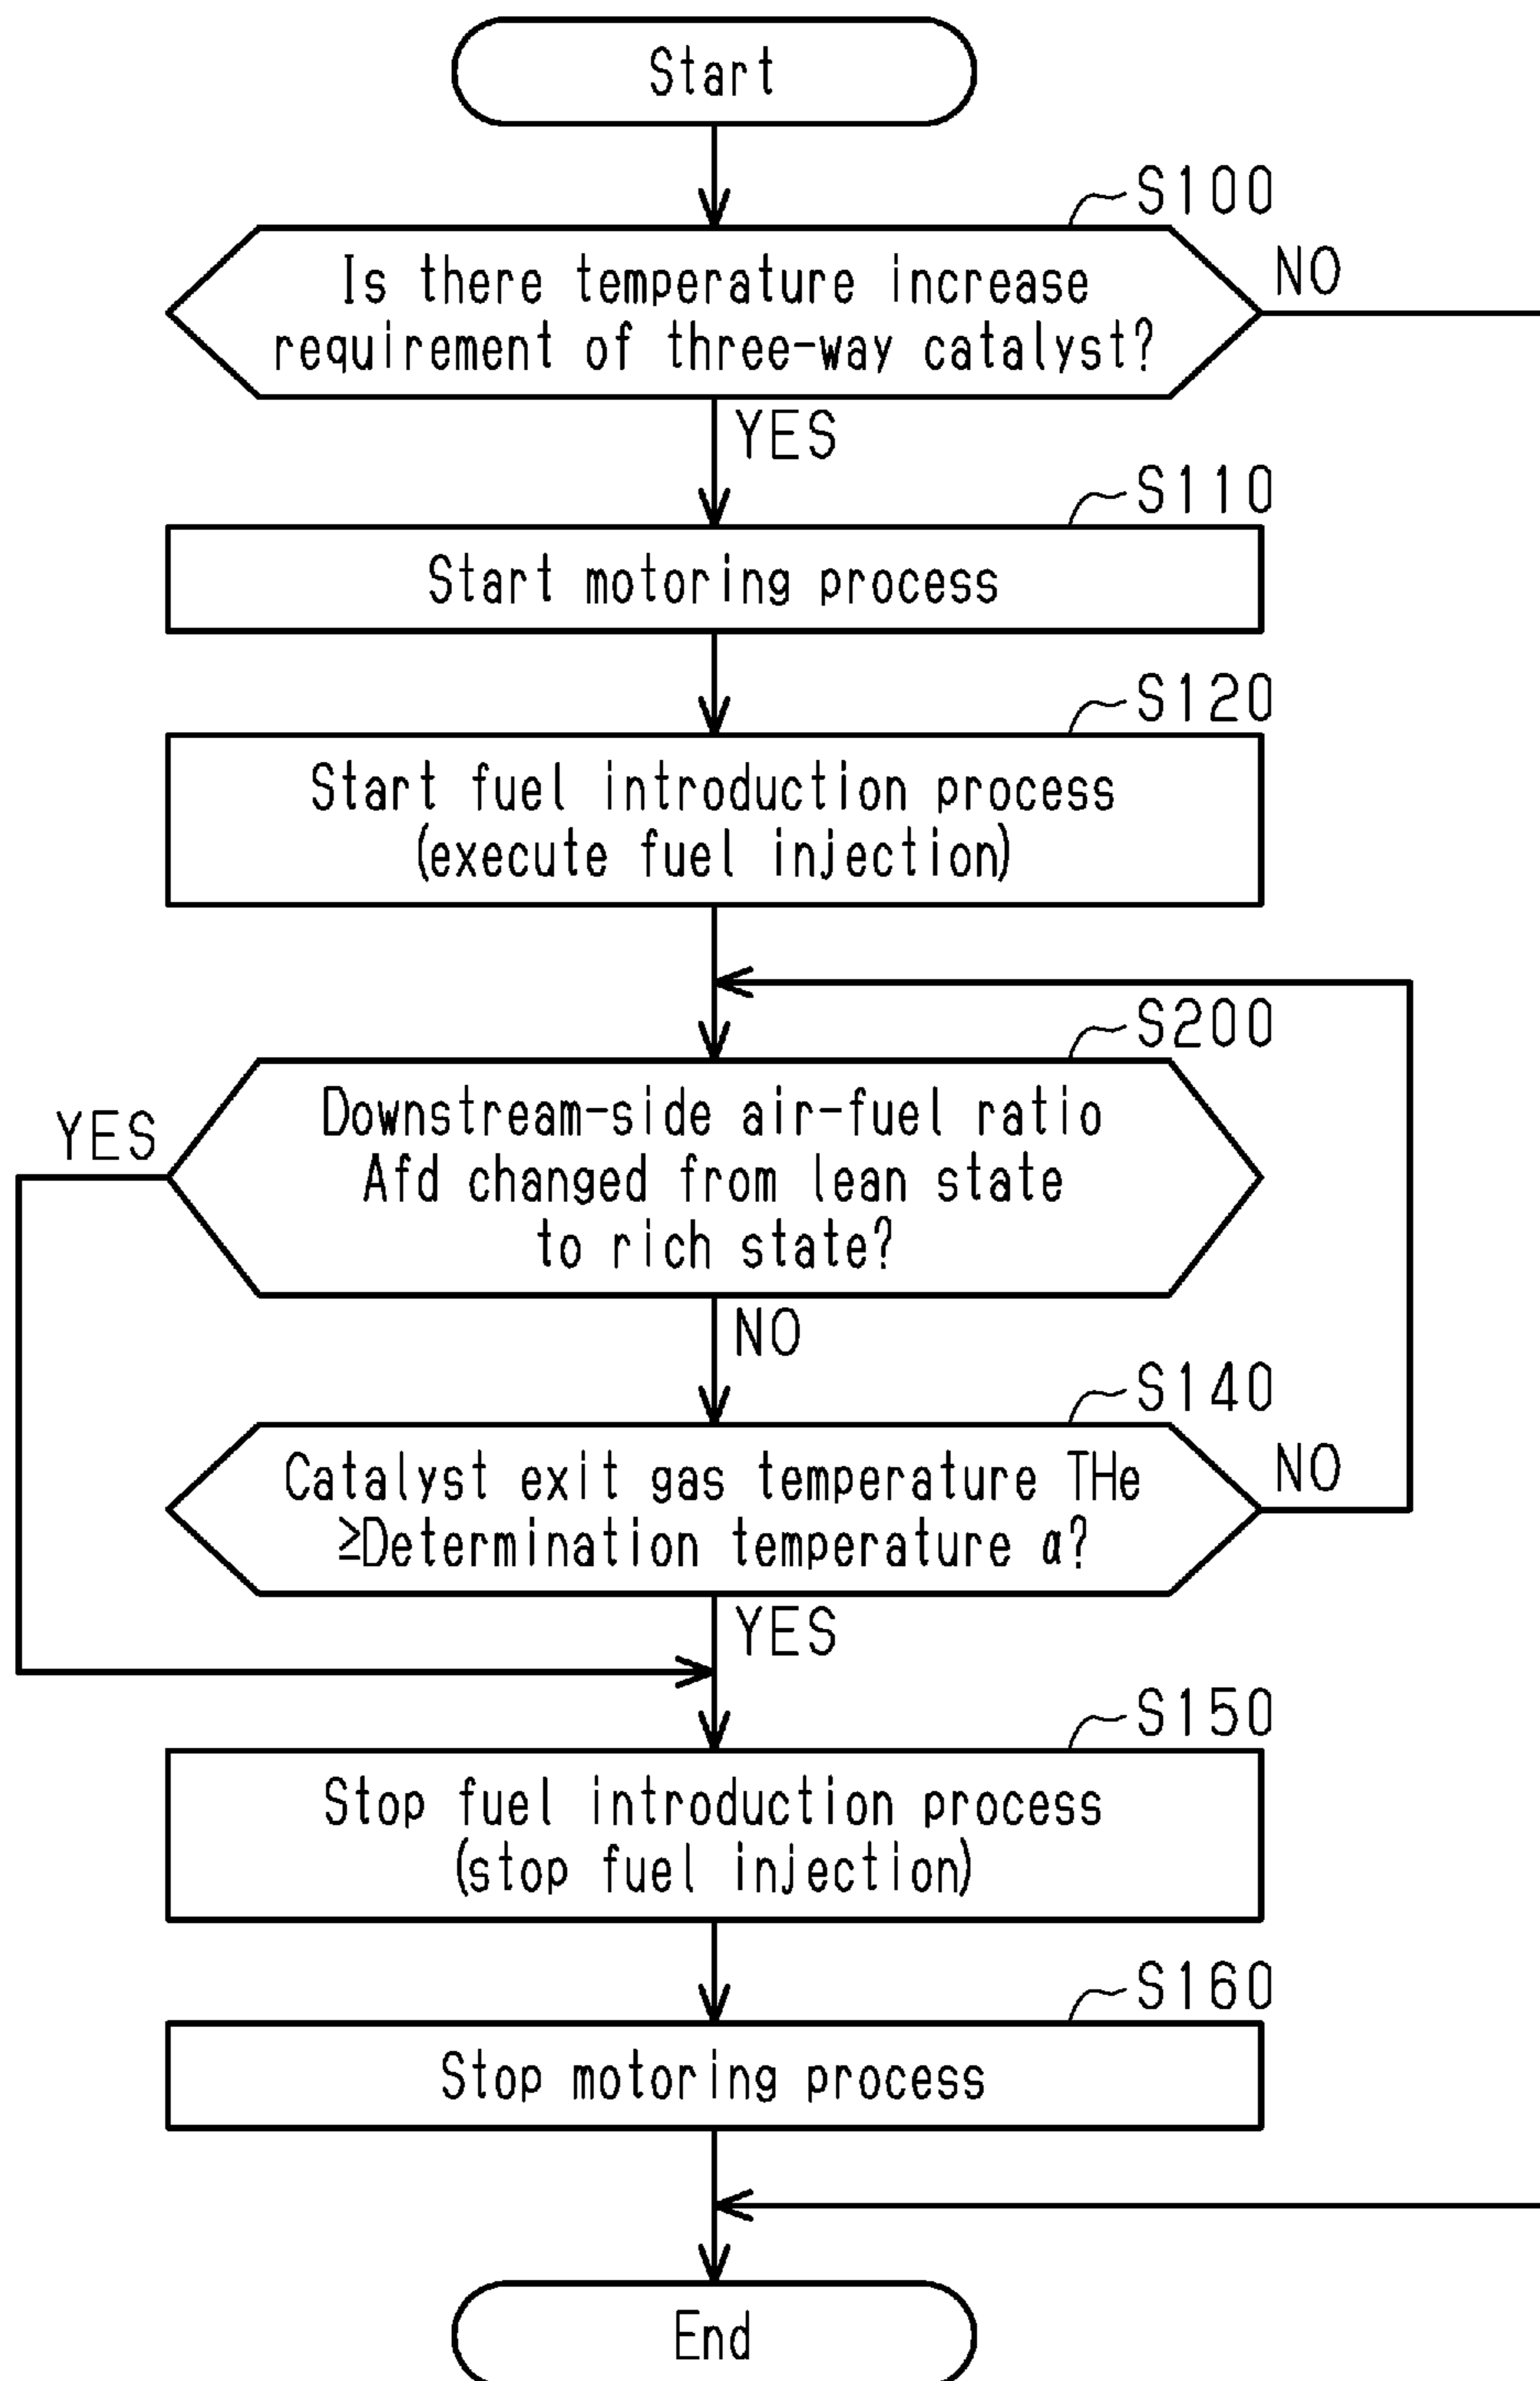 Start
S100
Is there temperature increase
requirement of three-way catalyst?
NO
YES
S110
Start motoring process
S120
Start fuel introduction process
(execute fuel injection)
S200
Downstream-side air-fuel ratio
Afd changed from lean state
to rich state?
YES
NO
S140
Catalyst exit gas temperature THe
≥Determination temperature α?
NO
YES
S150
Stop fuel introduction process
(stop fuel injection)
S160
Stop motoring process
End